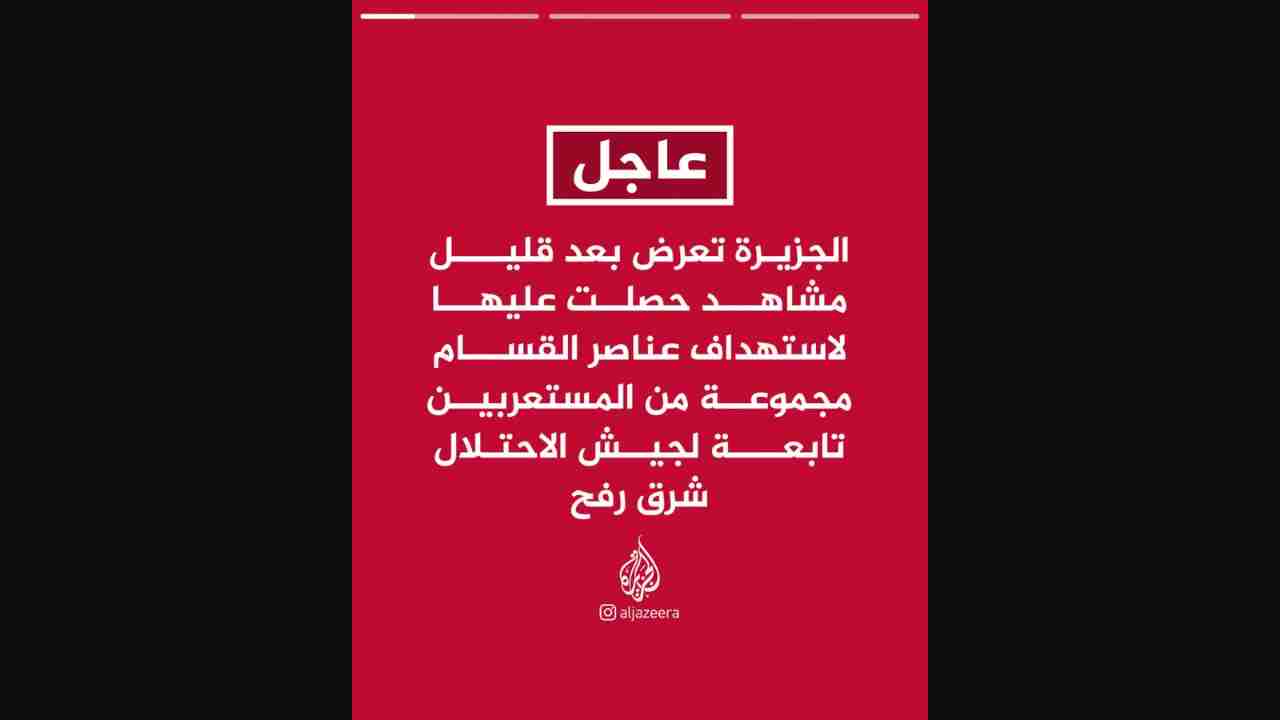 عاجل
الجزيرة تعرض بعد قليل
مشاهد حصلت عليها
لاستهداف عناصر القسام
مجموعة من المستعربين
تابعة لجيش الاحتلال
شرق رفح
الجزيرة
aljazeera